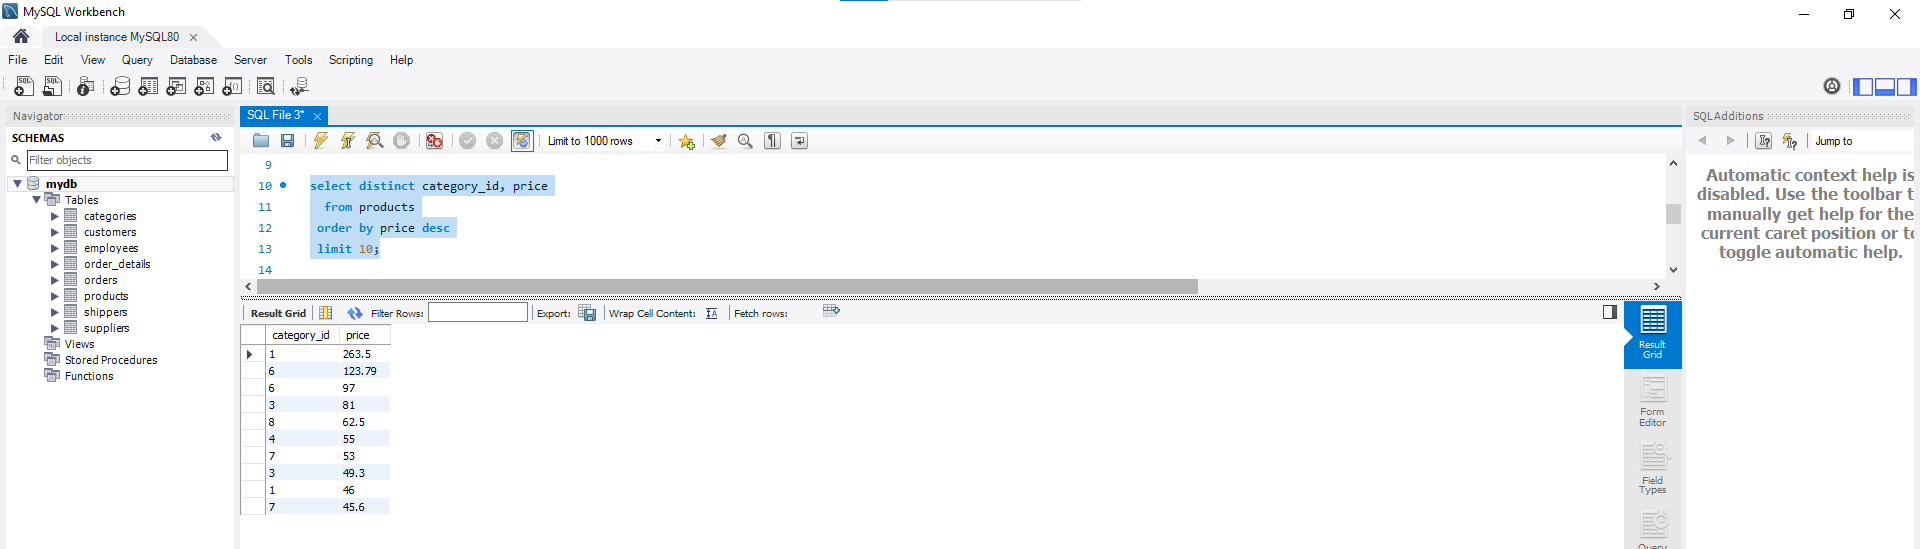 MySQL Workbench
Local instance MySQL80
File Edit View Query Database Server Tools Scripting Help
Navigator
SCHEMAS
Filter objects
mydb
Tables
categories
customers
employees
order_details
orders
products
shippers
suppliers
Views
Stored Procedures
Functions
SQL File 3*
Limit to 1000 rows
9
10 select distinct category_id, price
11 from products
12 order by price desc
13 limit 10;
14
Result Grid Filter Rows: Export: Wrap Cell Content: Fetch rows:
category_id price
1 263.5
6 123.79
6 97
3 81
8 62.5
4 55
7 53
3 49.3
1 46
7 45.6
Result
Grid
Form
Editor
Field
Types
Query
SQLAdditions
Jump to
Automatic context help is
disabled. Use the toolbar t
manually get help for the
current caret position or to
toggle automatic help.